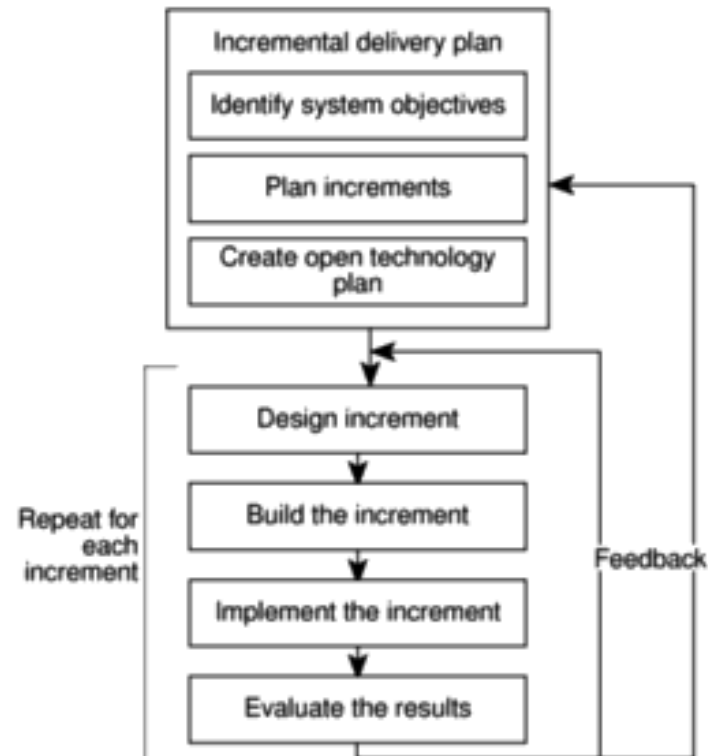 Incremental delivery plan
Identify system objectives
Plan increments
Create open technology
plan
Design increment
Build the increment
Repeat for
each
increment
Feedback
Implement the increment
Evaluate the results